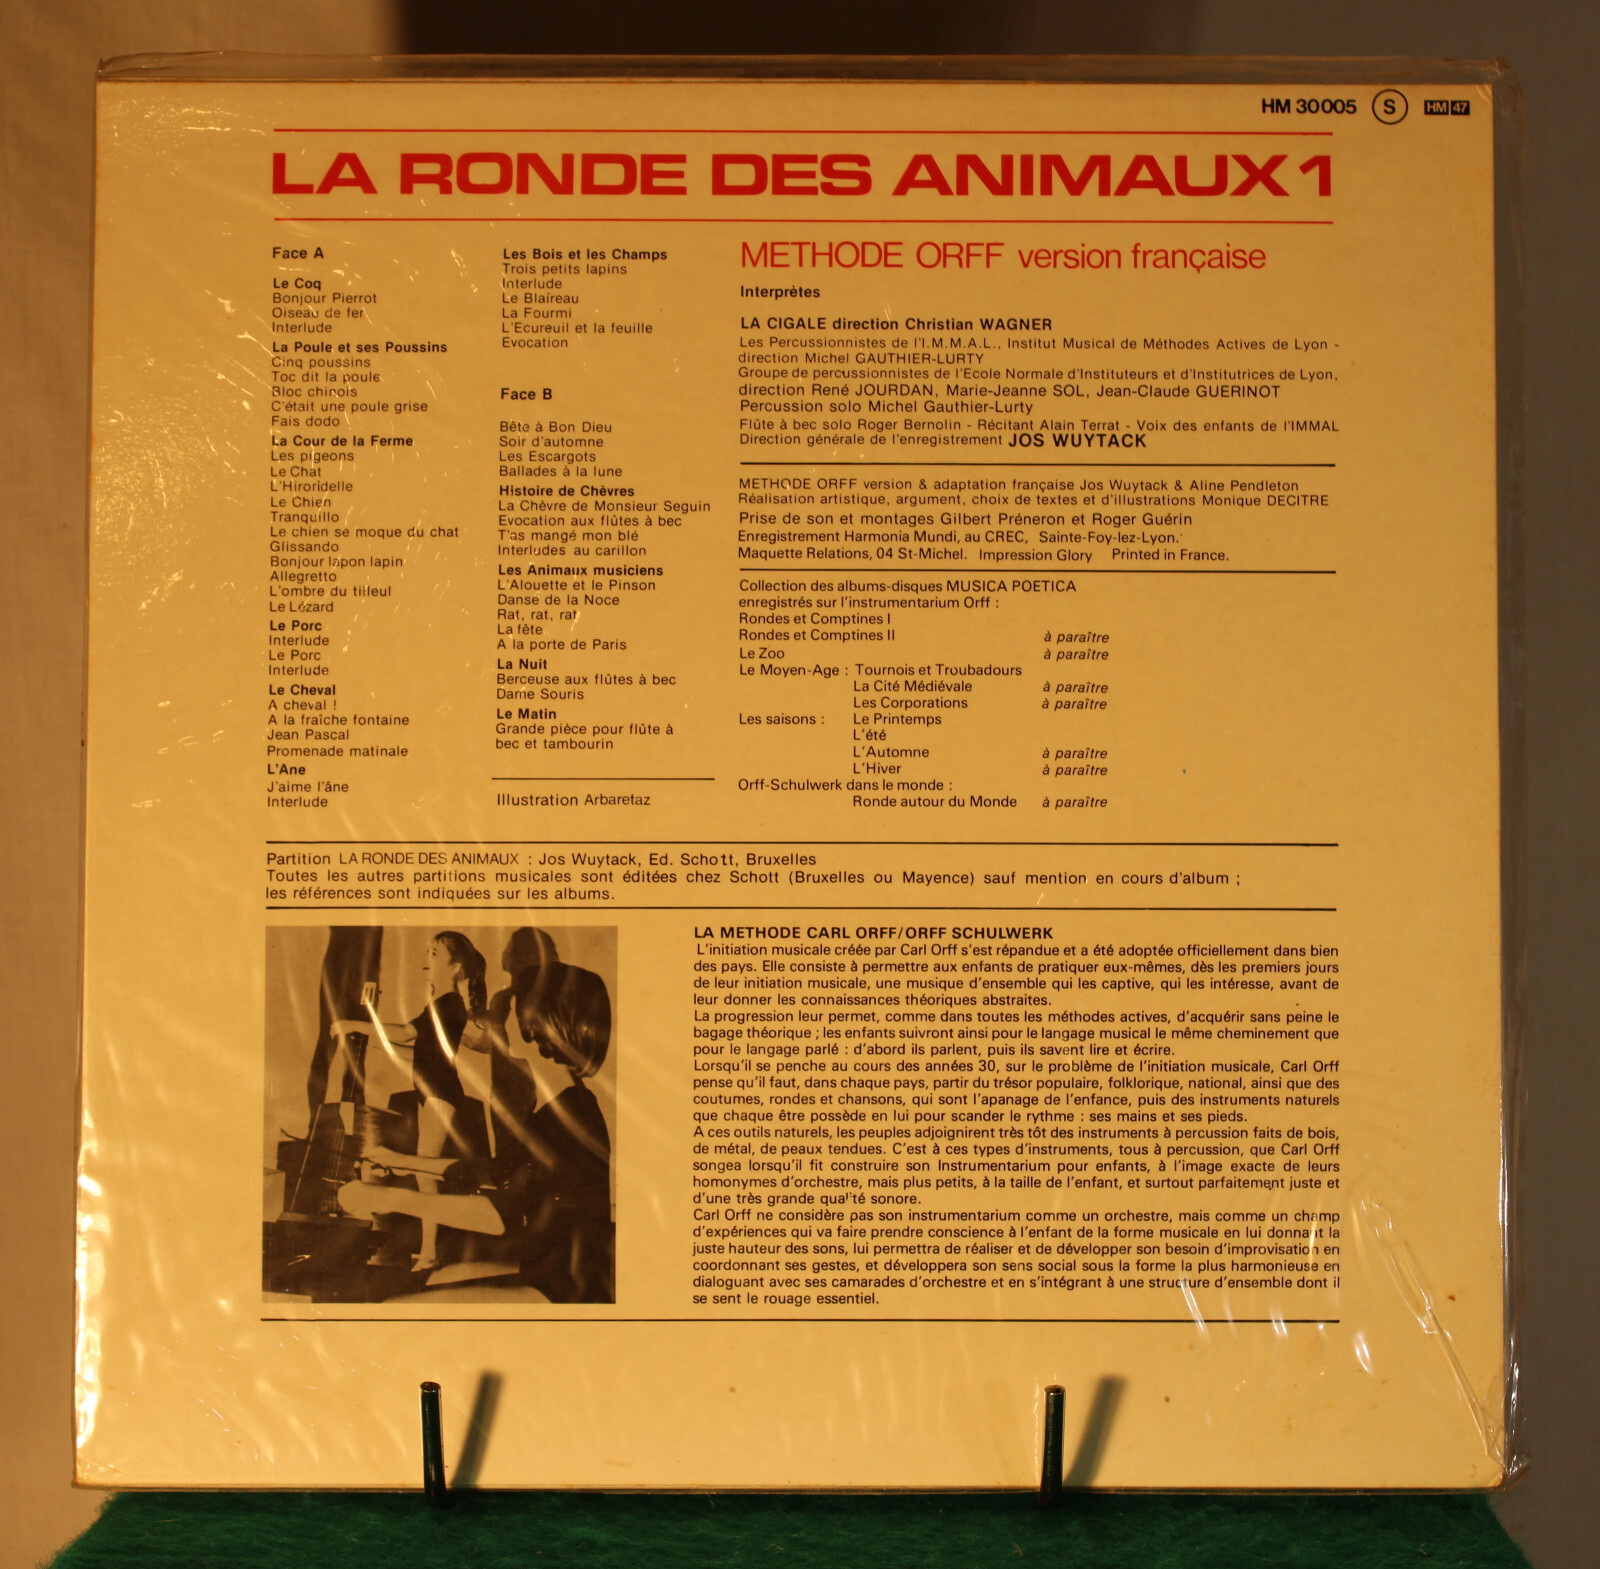 HM 30005 S HM 47
LA RONDE DES ANIMAUX 1
Face A
Le Coq
Bonjour Pierrot
Oiseau de fer
Interlude
La Poule et ses Poussins
Cinq poussins
Toc dit la poule
Bloc chinois
C'était une poule grise
Fais dodo
La Cour de la Ferme
Les pigeons
Le Chat
L'Hiroridelle
Le Chien
Tranquillo
Le chien se moque du chat
Glissando
Bonjour lapon lapin
Allegretto
L'ombre du tilleul
Le Lézard
Le Porc
Interlude
Le Porc
Interlude
Le Cheval
A cheval !
A la fraîche fontaine
Jean Pascal
Promenade matinale
L'Ane
J'aime l'âne
Interlude
Les Bois et les Champs
Trois petits lapins
Interlude
Le Blaireau
La Fourmi
L'Ecureuil et la feuille
Evocation
Face B
Bête à Bon Dieu
Soir d'automne
Les Escargots
Ballades à la lune
Histoire de Chèvres
La Chèvre de Monsieur Seguin
Evocation aux flûtes à bec
T'as mangé mon blé
Interludes au carillon
Les Animaux musiciens
L'Alouette et le Pinson
Danse de la Noce
Rat, rat, rat
La fête
A la porte de Paris
La Nuit
Berceuse aux flûtes à bec
Dame Souris
Le Matin
Grande pièce pour flûte à
bec et tambourin
Illustration Arbaretaz
METHODE ORFF version française
Interprètes
LA CIGALE direction Christian WAGNER
Les Percussionnistes de l'I.M.M.A.L., Institut Musical de Méthodes Actives de Lyon -
direction Michel GAUTHIER-LURTY
Groupe de percussionnistes de l'Ecole Normale d'Instituteurs et d'Institutrices de Lyon,
direction René JOURDAN, Marie-Jeanne SOL, Jean-Claude GUERINOT
Percussion solo Michel Gauthier-Lurty
Flûte à bec solo Roger Bernolin - Récitant Alain Terrat - Voix des enfants de l'IMMAL
Direction générale de l'enregistrement JOS WUYTACK
METHODE ORFF version & adaptation française Jos Wuytack & Aline Pendleton
Réalisation artistique, argument, choix de textes et d'illustrations Monique DECITRE
Prise de son et montages Gilbert Préneron et Roger Guérin
Enregistrement Harmonia Mundi, au CREC, Sainte-Foy-lez-Lyon.
Maquette Relations, 04 St-Michel. Impression Glory Printed in France.
Collection des albums-disques MUSICA POETICA
enregistrés sur l'instrumentarium Orff :
Rondes et Comptines I
Rondes et Comptines II à paraître
Le Zoo à paraître
Le Moyen-Age : Tournois et Troubadours
La Cité Médiévale à paraître
Les Corporations à paraître
Les saisons : Le Printemps
L'été
L'Automne à paraître
L'Hiver à paraître
Orff-Schulwerk dans le monde :
Ronde autour du Monde à paraître
Partition LA RONDE DES ANIMAUX : Jos Wuytack, Ed. Schott, Bruxelles
Toutes les autres partitions musicales sont éditées chez Schott (Bruxelles ou Mayence) sauf mention en cours d'album ;
les références sont indiquées sur les albums.
LA METHODE CARL ORFF/ORFF SCHULWERK
L'initiation musicale créée par Carl Orff s'est répandue et a été adoptée officiellement dans bien
des pays. Elle consiste à permettre aux enfants de pratiquer eux-mêmes, dès les premiers jours
de leur initiation musicale, une musique d'ensemble qui les captive, qui les intéresse, avant de
leur donner les connaissances théoriques abstraites.
La progression leur permet, comme dans toutes les méthodes actives, d'acquérir sans peine le
bagage théorique ; les enfants suivront ainsi pour le langage musical le même cheminement que
pour le langage parlé : d'abord ils parlent, puis ils savent lire et écrire.
Lorsqu'il se penche au cours des années 30, sur le problème de l'initiation musicale, Carl Orff
pense qu'il faut, dans chaque pays, partir du trésor populaire, folklorique, national, ainsi que des
coutumes, rondes et chansons, qui sont l'apanage de l'enfance, puis des instruments naturels
que chaque être possède en lui pour scander le rythme : ses mains et ses pieds.
A ces outils naturels, les peuples adjoignirent très tôt des instruments à percussion faits de bois,
de métal, de peaux tendues. C'est à ces types d'instruments, tous à percussion, que Carl Orff
songea lorsqu'il fit construire son Instrumentarium pour enfants, à l'image exacte de leurs
homonymes d'orchestre, mais plus petits, à la taille de l'enfant, et surtout parfaitement juste et
d'une très grande qualité sonore.
Carl Orff ne considère pas son instrumentarium comme un orchestre, mais comme un champ
d'expériences qui va faire prendre conscience à l'enfant de la forme musicale en lui donnant la
juste hauteur des sons, lui permettra de réaliser et de développer son besoin d'improvisation en
coordonnant ses gestes, et développera son sens social sous la forme la plus harmonieuse en
dialoguant avec ses camarades d'orchestre et en s'intégrant à une structure d'ensemble dont il
se sent le rouage essentiel.